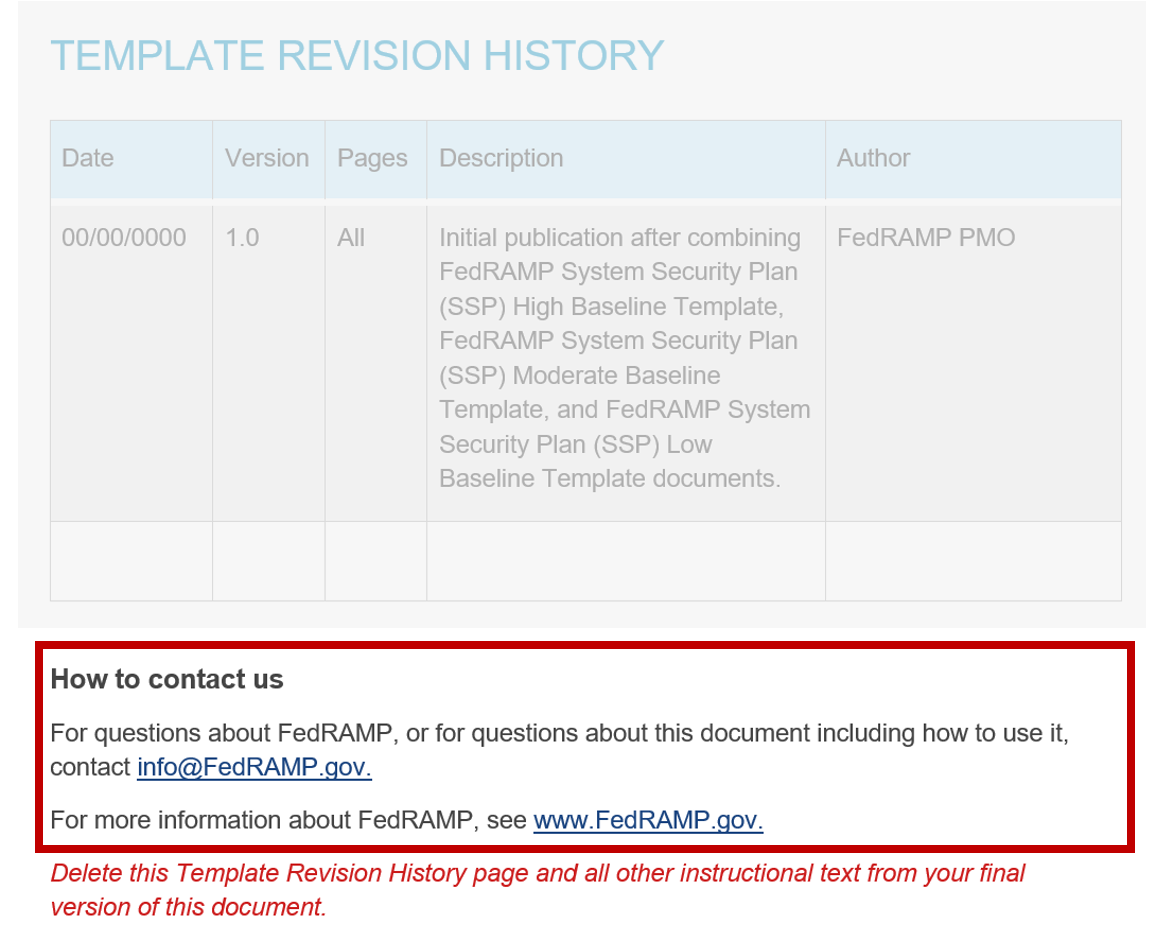 TEMPLATE REVISION HISTORY
Date Version Pages Description Author
00/00/0000 1.0 All Initial publication after combining FedRAMP PMO
FedRAMP System Security Plan
(SSP) High Baseline Template,
FedRAMP System Security Plan
(SSP) Moderate Baseline
Template, and FedRAMP System
Security Plan (SSP) Low
Baseline Template documents.
How to contact us
For questions about FedRAMP, or for questions about this document including how to use it,
contact info@FedRAMP.gov.
For more information about FedRAMP, see www.FedRAMP.gov.
Delete this Template Revision History page and all other instructional text from your final
version of this document.